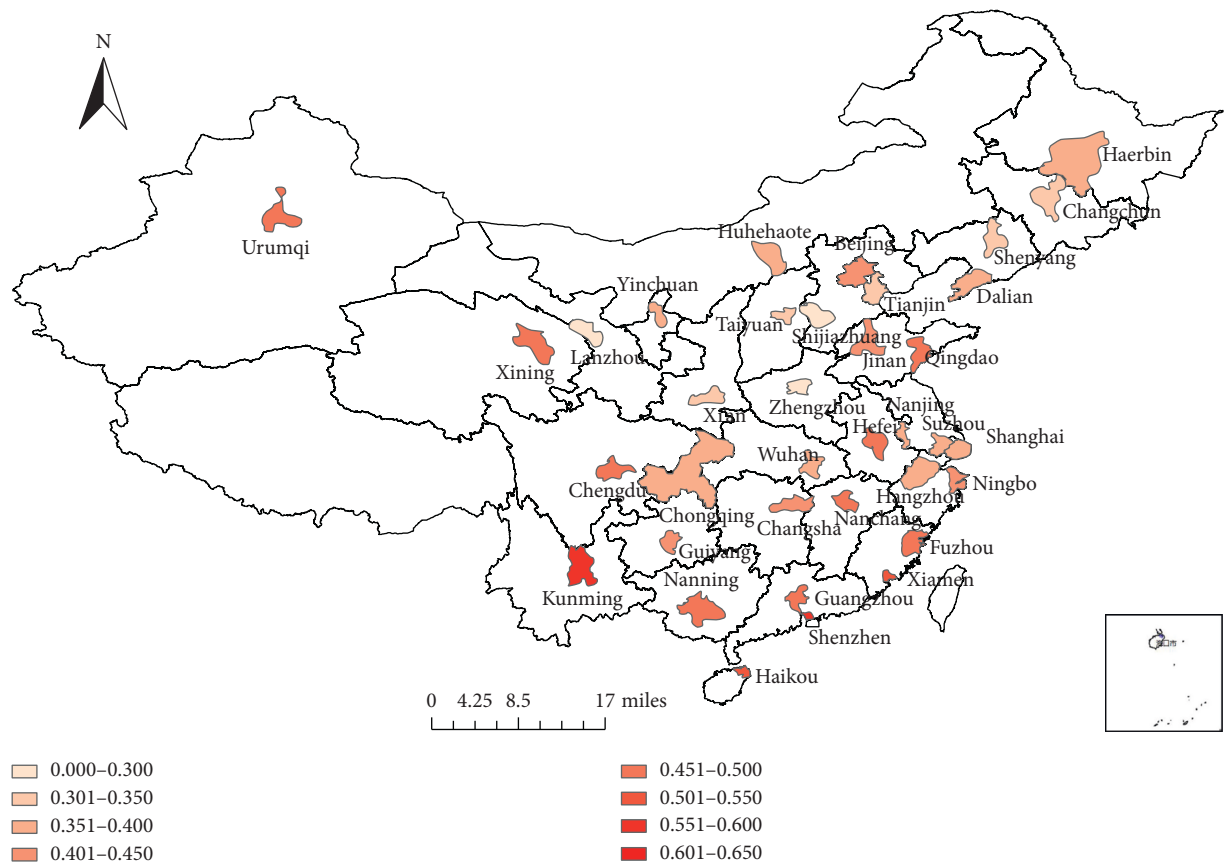 N
Haerbin
Changchun
Urumqi
Huhehaote
Beijing
Shenyang
Yinchuan
Tianjin
Dalian
Taiyuan
Shijiazhuang
Lanzhou
Xining
Jinan
Qingdao
Zhengzhou
Nanjing
Xi'an
Hefei
Suzhou
Shanghai
Wuhan
Chengdu
Hangzhou
Ningbo
Chongqing
Changsha
Nanchang
Guiyang
Fuzhou
Nanning
Xiamen
Kunming
Guangzhou
Shenzhen
海口市
Haikou
0 4.25 8.5 17 miles
0.000–0.300
0.301–0.350
0.351–0.400
0.401–0.450
0.451–0.500
0.501–0.550
0.551–0.600
0.601–0.650